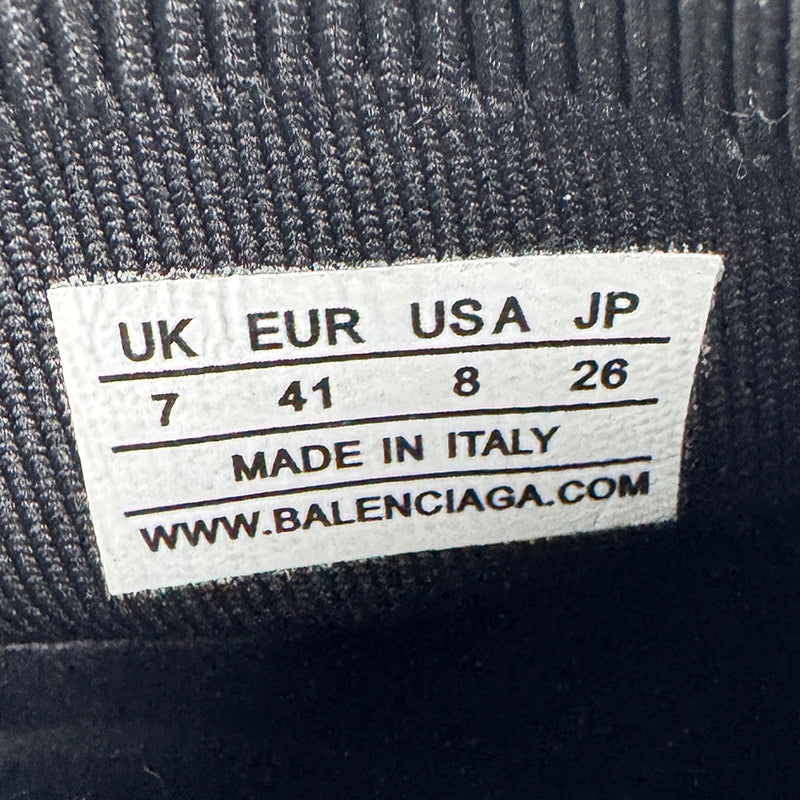 UK EUR USA JP
7 41 8 26
MADE IN ITALY
WWW.BALENCIAGA.COM